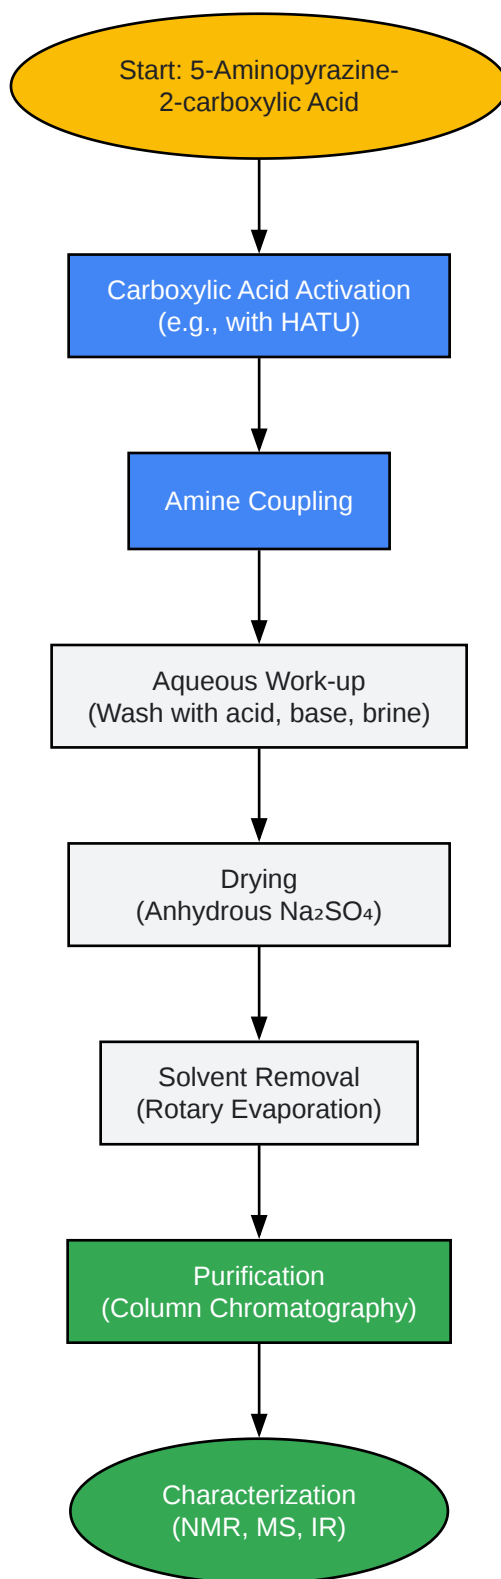 Start: 5-Aminopyrazine-
2-carboxylic Acid
Carboxylic Acid Activation
(e.g., with HATU)
Amine Coupling
Aqueous Work-up
(Wash with acid, base, brine)
Drying
(Anhydrous Na₂SO₄)
Solvent Removal
(Rotary Evaporation)
Purification
(Column Chromatography)
Characterization
(NMR, MS, IR)